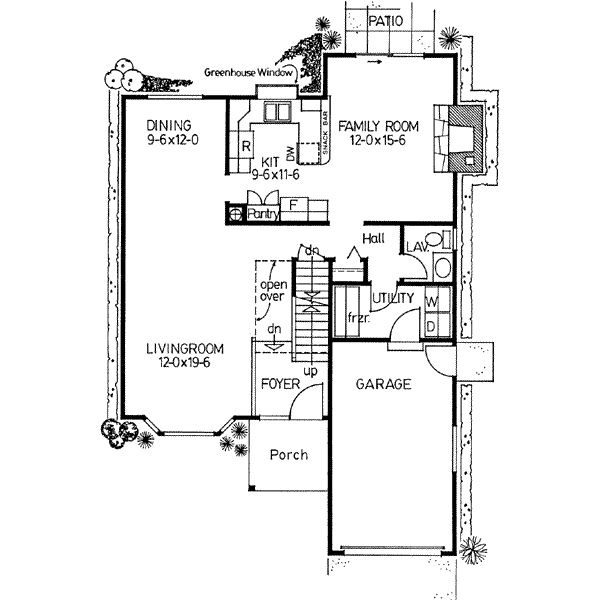 PATIO
Greenhouse Window
DINING
9-6x12-0
R
KIT
9-6x11-6
DW
SNACK BAR
FAMILY ROOM
12-0x15-6
Pantry
F
Hall
LAV.
dn
open
over
UTILITY
W
D
frzr.
dn
LIVINGROOM
12-0x19-6
up
FOYER
GARAGE
Porch